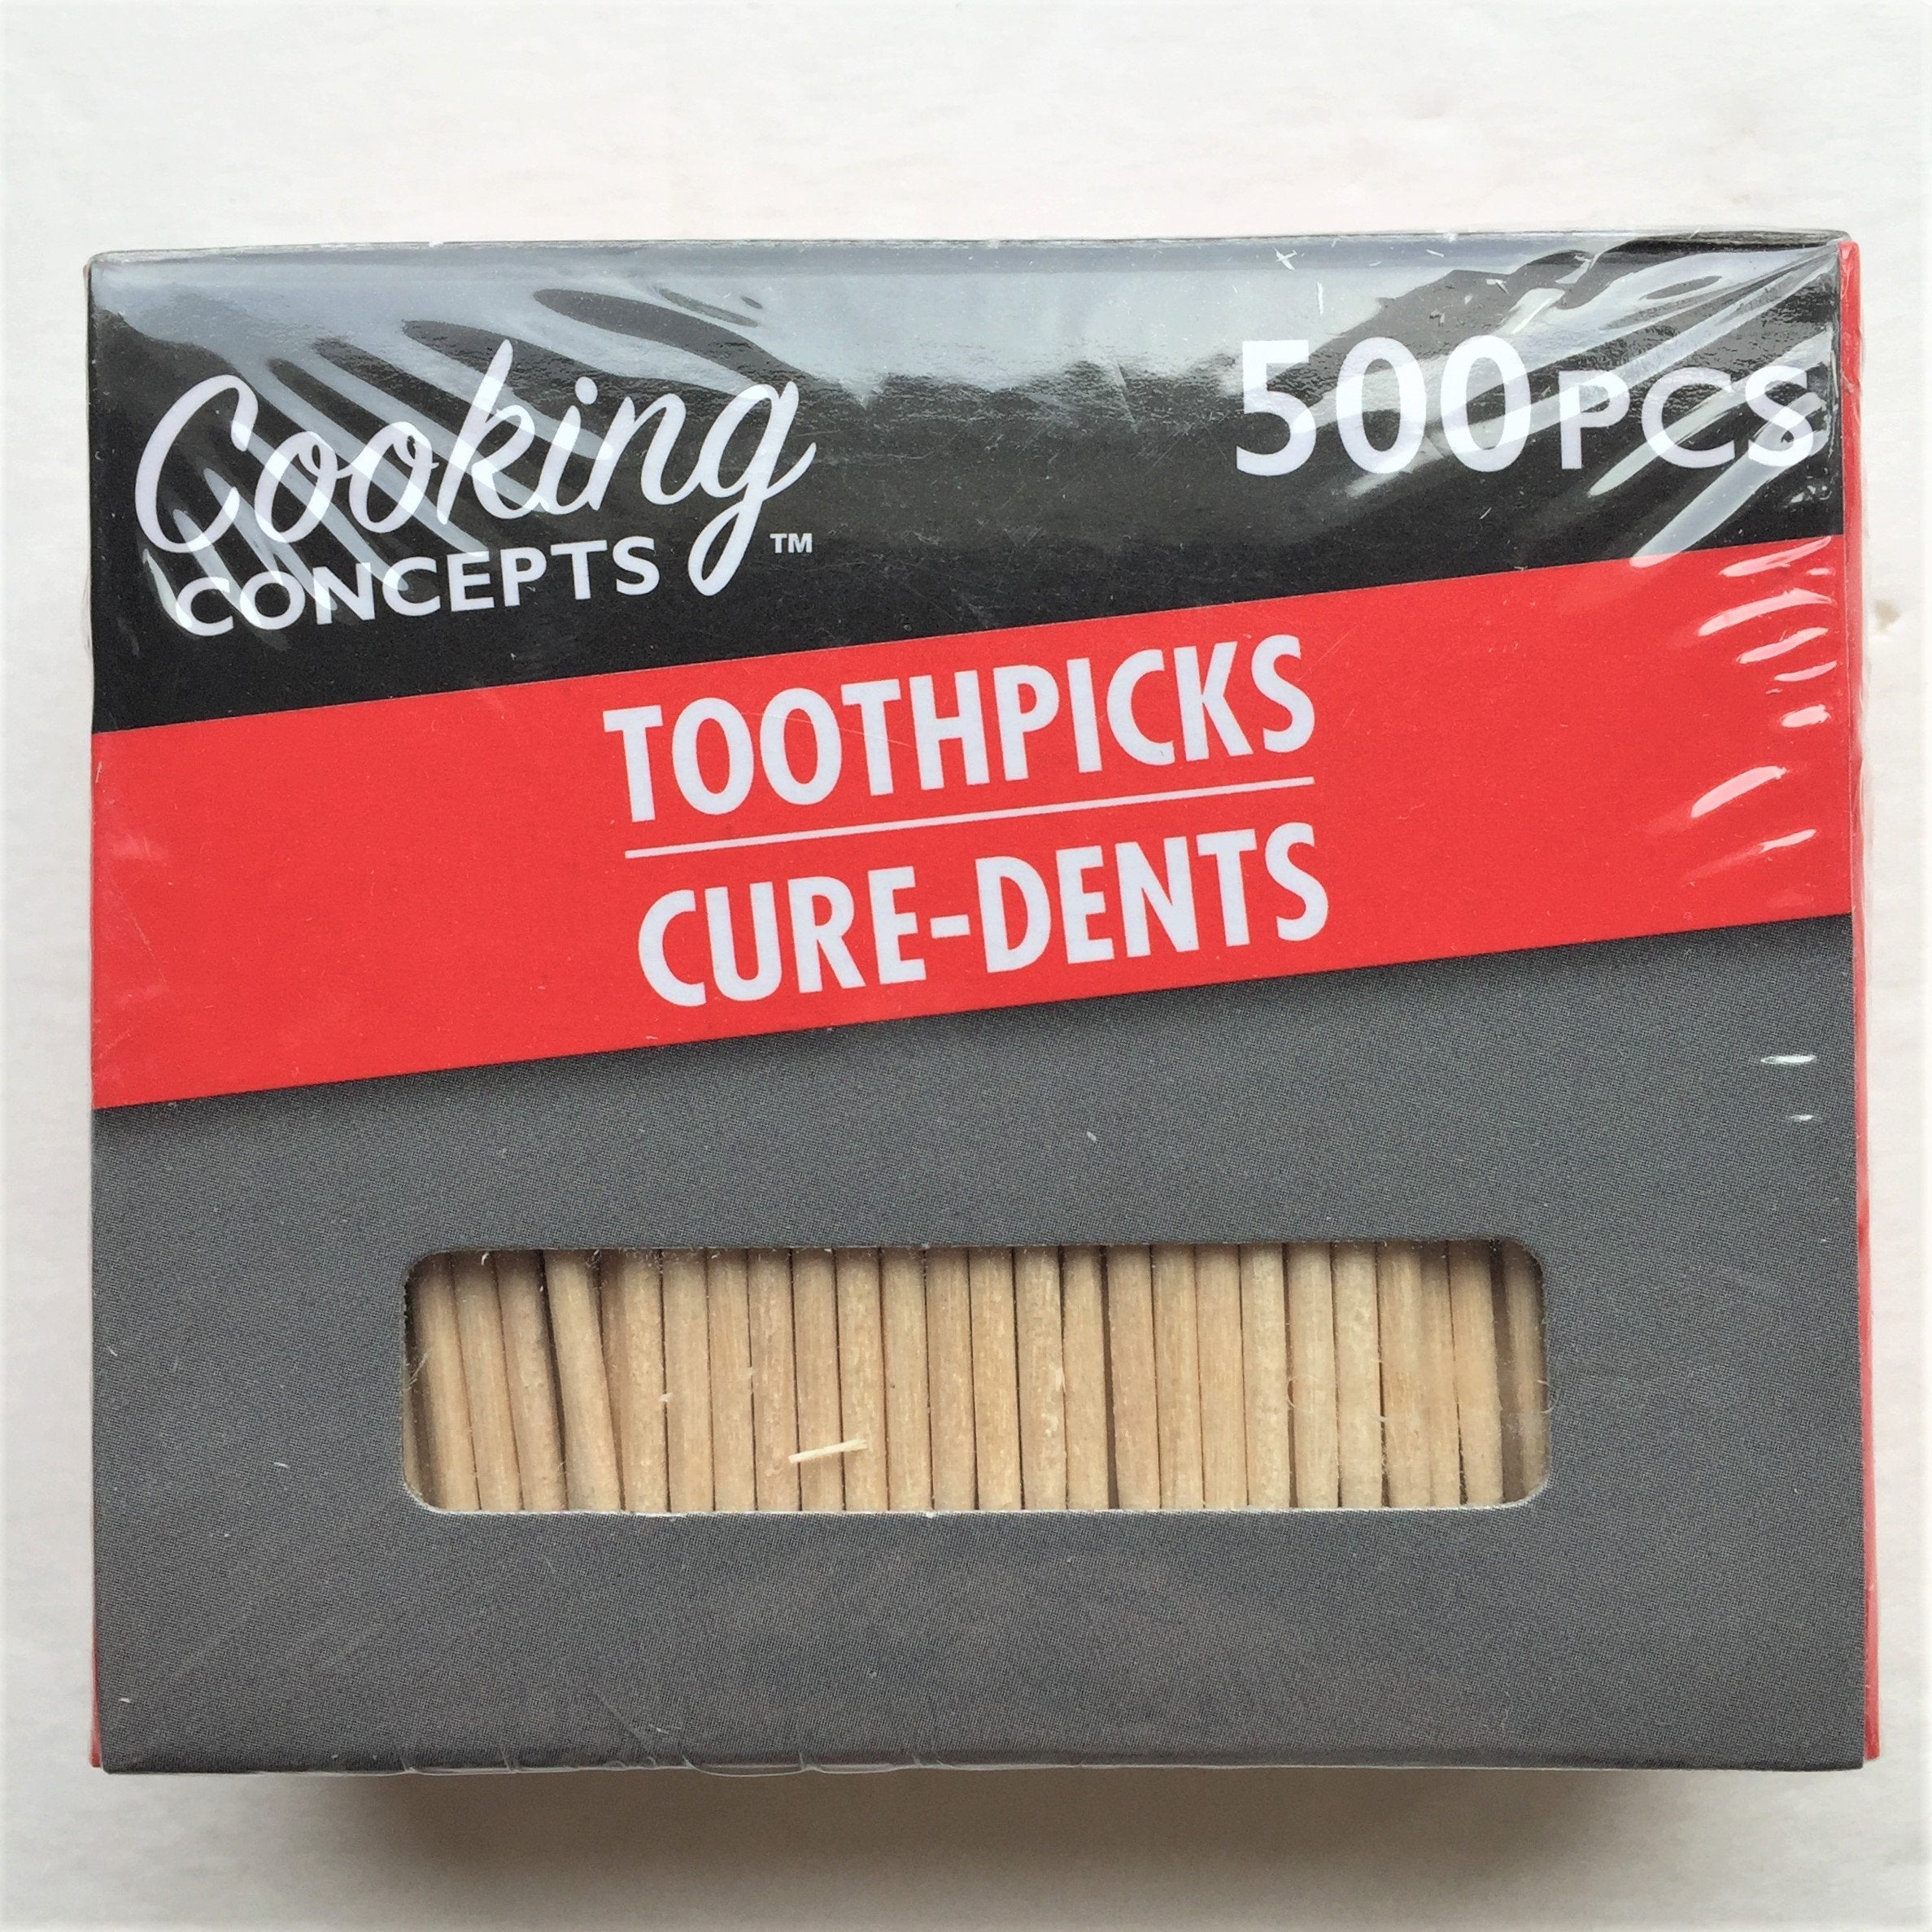 Cooking 500PCS
CONCEPTS™
TOOTHPICKS
CURE-DENTS